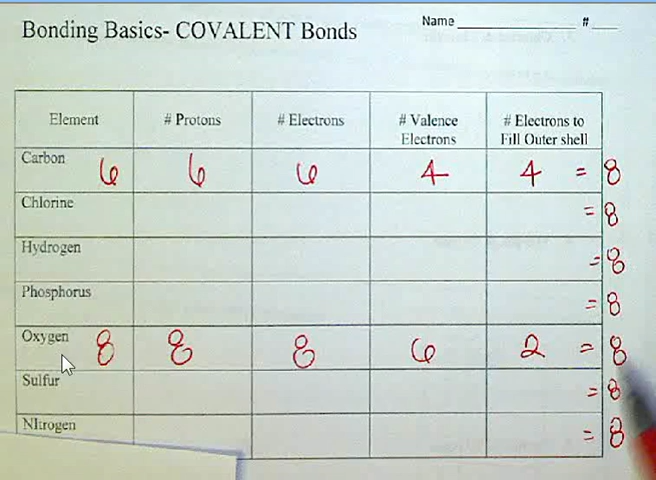 Name ____________ # ____
Bonding Basics- COVALENT Bonds
Element # Protons # Electrons # Valence Electrons # Electrons to Fill Outer shell
Carbon 6 6 6 4 4 = 8
Chlorine = 8
Hydrogen = 8
Phosphorus = 8
Oxygen 8 8 8 6 2 = 8
Sulfur = 8
NItrogen = 8